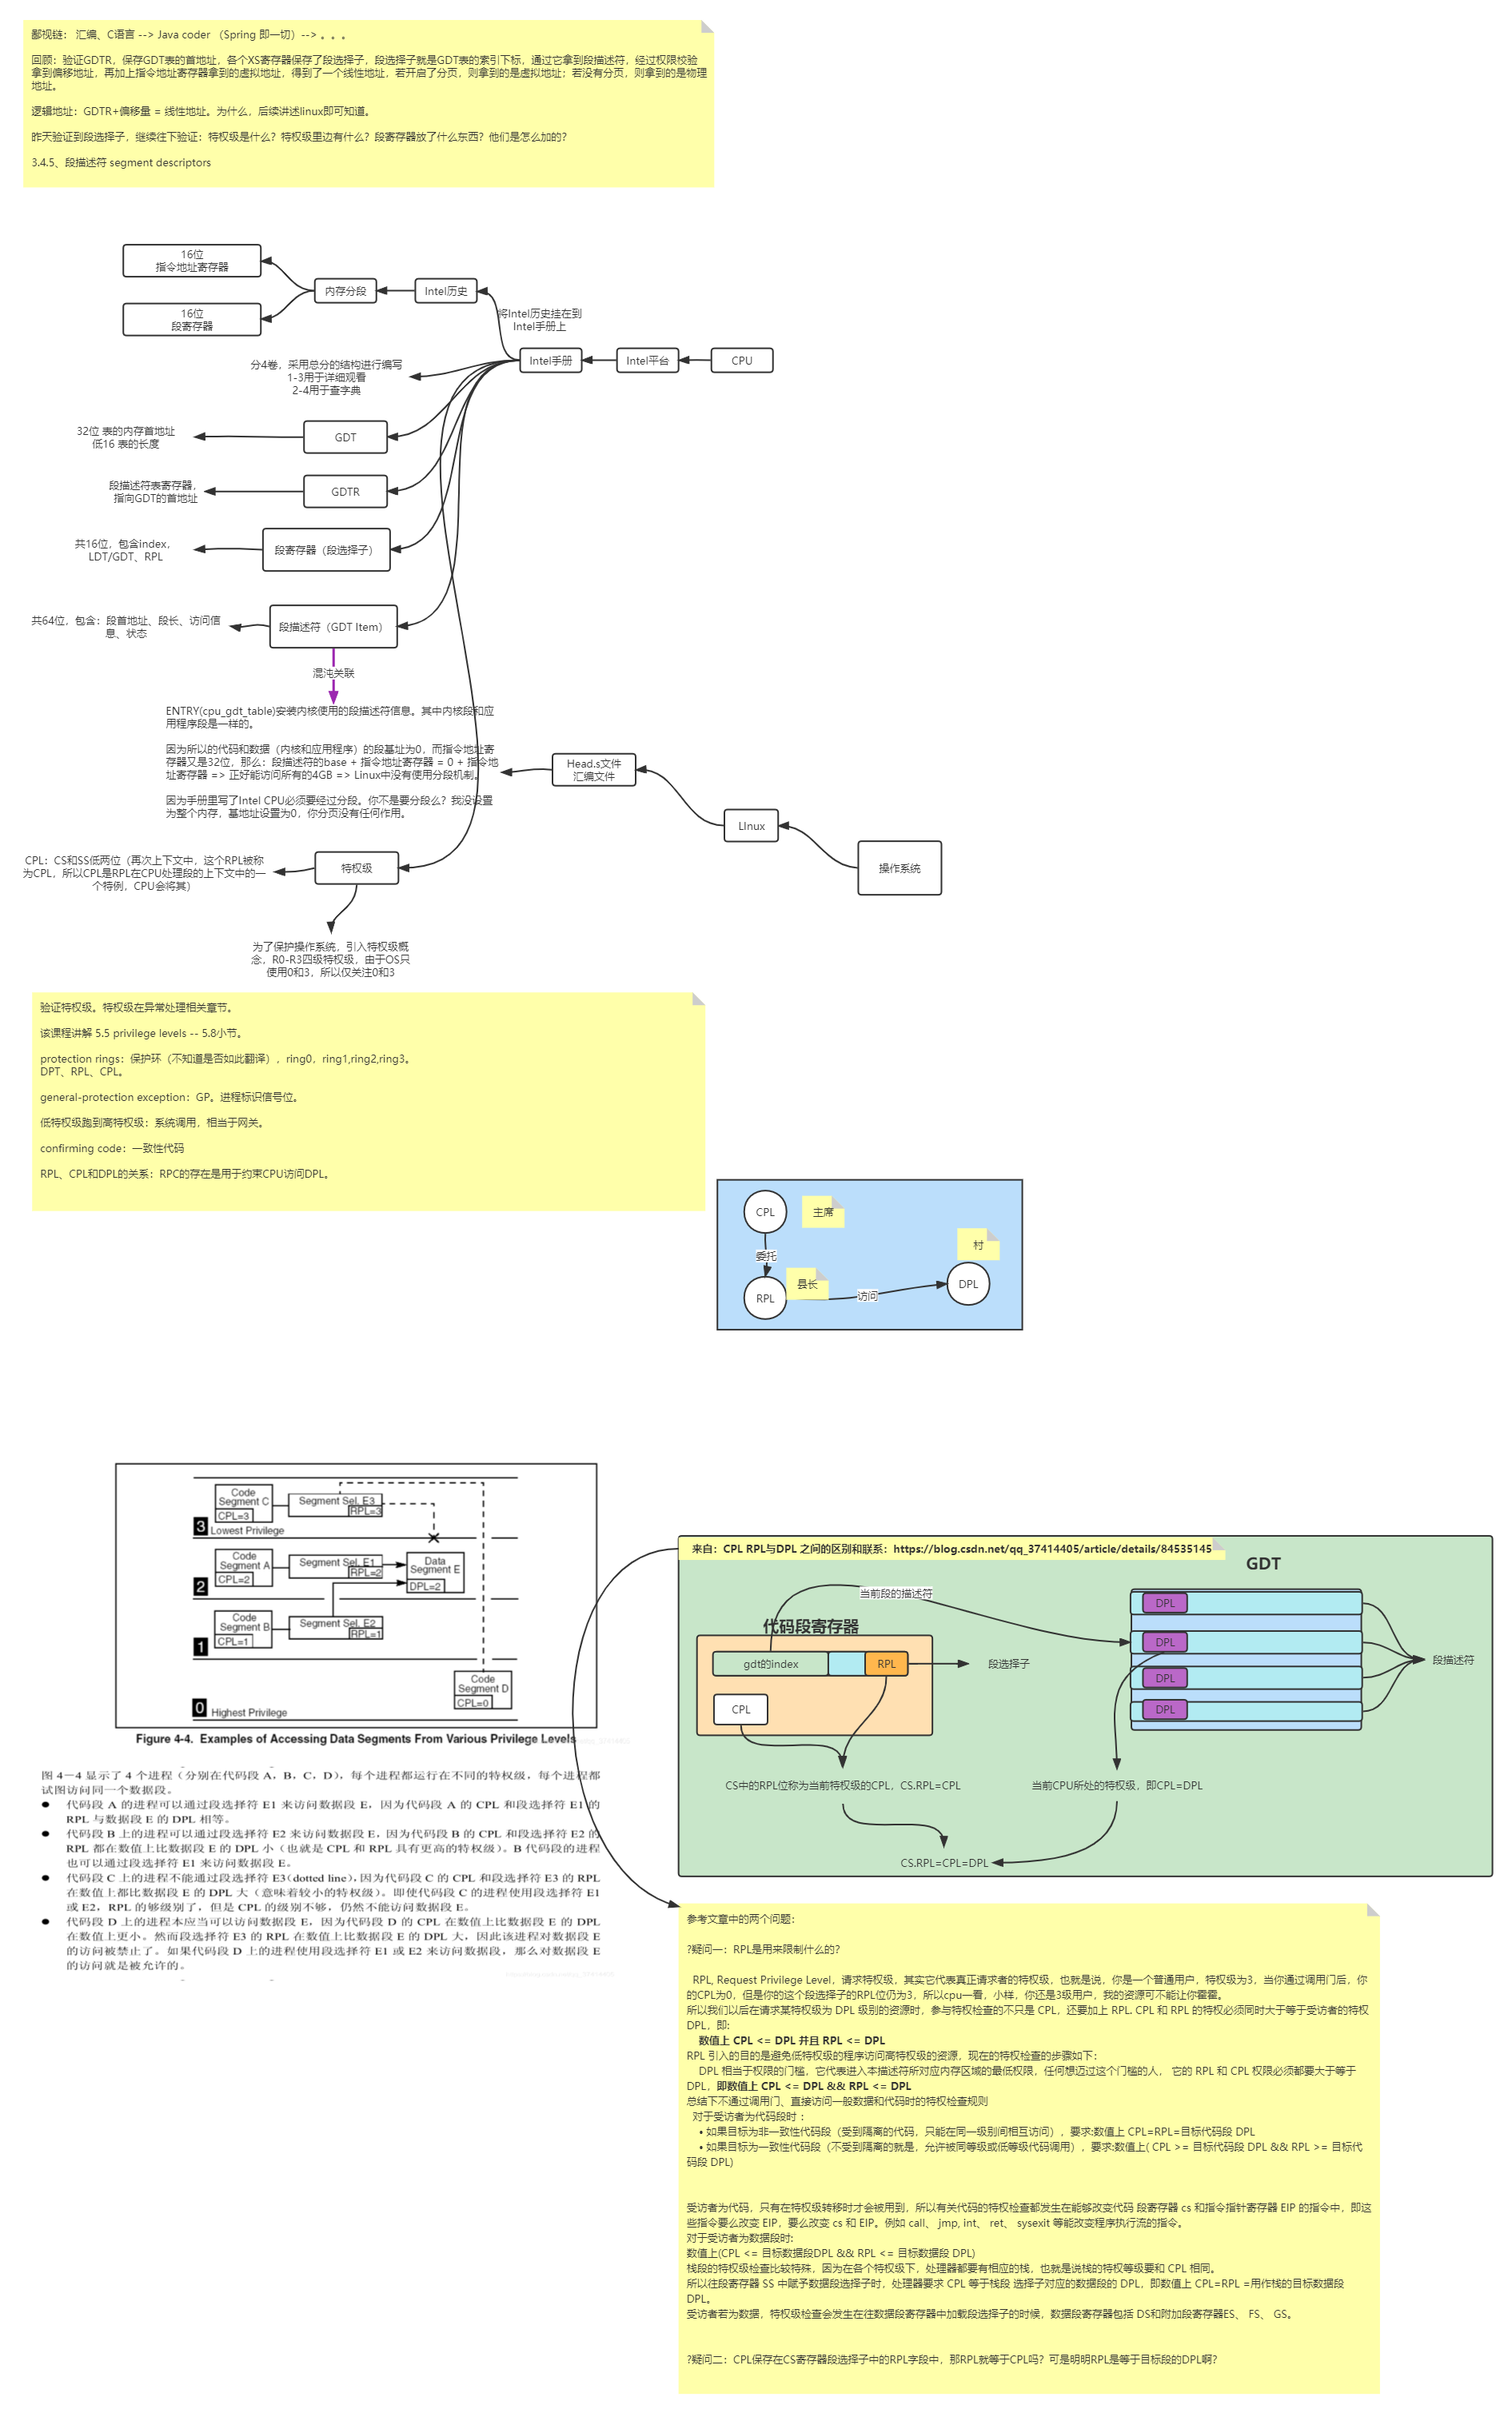 鄙视链： 汇编、C语言 --> Java coder （Spring 即一切）--> 。。。
回顾：验证GDTR，保存GDT表的首地址，各个XS寄存器保存了段选择子，段选择子就是GDT表的索引下标，通过它拿到段描述符，经过权限校验
拿到偏移地址，再加上指令地址寄存器拿到的虚拟地址，得到了一个线性地址，若开启了分页，则拿到的是虚拟地址；若没有分页，则拿到的是物理
地址。
逻辑地址：GDTR+偏移量 = 线性地址。为什么，后续讲述linux即可知道。
昨天验证到段选择子，继续往下验证：特权级是什么？特权级里边有什么？段寄存器放了什么东西？他们是怎么加的？
3.4.5、段描述符 segment descriptors
16位
指令地址寄存器
16位
段寄存器
内存分段
Intel历史
将Intel历史挂在到
Intel手册上
Intel手册
Intel平台
CPU
分4卷，采用总分的结构进行编写
1-3用于详细观看
2-4用于查字典
32位 表的内存首地址
低16 表的长度
GDT
段描述符表寄存器，
指向GDT的首地址
GDTR
共16位，包含index，
LDT/GDT、RPL
段寄存器（段选择子）
共64位，包含：段首地址、段长、访问信
息、状态
段描述符（GDT Item）
混沌关联
ENTRY(cpu_gdt_table)安装内核使用的段描述符信息。其中内核段和应
用程序段是一样的。
因为所以的代码和数据（内核和应用程序）的段基址为0，而指令地址寄
存器又是32位，那么：段描述符的base + 指令地址寄存器 = 0 + 指令地
址寄存器 => 正好能访问所有的4GB => Linux中没有使用分段机制。
因为手册里写了Intel CPU必须要经过分段。你不是要分段么？我没设置
为整个内存，基地址设置为0，你分页没有任何作用。
Head.s文件
汇编文件
LInux
操作系统
CPL：CS和SS低两位（再次上下文中，这个RPL被称
为CPL，所以CPL是RPL在CPU处理段的上下文中的一
个特例，CPU会将其）
特权级
为了保护操作系统，引入特权级概
念，R0-R3四级特权级，由于OS只
使用0和3，所以仅关注0和3
验证特权级。特权级在异常处理相关章节。
该课程讲解 5.5 privilege levels -- 5.8小节。
protection rings：保护环（不知道是否如此翻译），ring0，ring1,ring2,ring3。
DPT、RPL、CPL。
general-protection exception：GP。进程标识信号位。
低特权级跑到高特权级：系统调用，相当于网关。
confirming code：一致性代码
RPL、CPL和DPL的关系：RPC的存在是用于约束CPU访问DPL。
CPL
主席
委托
村
RPL
县长
访问
DPL
Code
Segment C
CPL=3
Segment Sel. E3
RPL=3
3 Lowest Privilege
Code
Segment A
CPL=2
Segment Sel. E1
RPL=2
Data
Segment E
DPL=2
2
Code
Segment B
CPL=1
Segment Sel. E2
RPL=1
1
Code
Segment D
CPL=0
0 Highest Privilege
Figure 4-4. Examples of Accessing Data Segments From Various Privilege Levels
图 4－4 显示了 4 个进程（分别在代码段 A，B，C，D），每个进程都运行在不同的特权级，每个进程都
试图访问同一个数据段。
● 代码段 A 的进程可以通过段选择符 E1 来访问数据段 E，因为代码段 A 的 CPL 和段选择符 E1 的
RPL 与数据段 E 的 DPL 相等。
● 代码段 B 上的进程可以通过段选择符 E2 来访问数据段 E，因为代码段 B 的 CPL 和段选择符 E2 的
RPL 都在数值上比数据段 E 的 DPL 小（也就是 CPL 和 RPL 具有更高的特权级）。B 代码段的进程
也可以通过段选择符 E1 来访问数据段 E。
● 代码段 C 上的进程不能通过段选择符 E3(dotted line)，因为代码段 C 的 CPL 和段选择符 E3 的 RPL
在数值上都比数据段 E 的 DPL 大（意味着较小的特权级）。即使代码段 C 的进程使用段选择符 E1
或 E2，RPL 的够级别了，但是 CPL 的级别不够，仍然不能访问数据段 E。
● 代码段 D 上的进程本应当可以访问数据段 E，因为代码段 D 的 CPL 在数值上比数据段 E 的 DPL
在数值上更小。然而段选择符 E3 的 RPL 在数值上比数据段 E 的 DPL 大，因此该进程对数据段 E
的访问被禁止了。如果代码段 D 上的进程使用段选择符 E1 或 E2 来访问数据段，那么对数据段 E
的访问就是被允许的。
来自：CPL RPL与DPL 之间的区别和联系：https://blog.csdn.net/qq_37414405/article/details/84535145
GDT
当前段的描述符
代码段寄存器
gdt的index
RPL
段选择子
CPL
DPL
DPL
DPL
DPL
段描述符
CS中的RPL位称为当前特权级的CPL，CS.RPL=CPL
当前CPU所处的特权级，即CPL=DPL
CS.RPL=CPL=DPL
参考文章中的两个问题：
?疑问一：RPL是用来限制什么的？
RPL, Request Privilege Level，请求特权级，其实它代表真正请求者的特权级，也就是说，你是一个普通用户，特权级为3，当你通过调用门后，你
的CPL为0，但是你的这个段选择子的RPL位仍为3，所以cpu一看，小样，你还是3级用户，我的资源可不能让你霍霍。
所以我们以后在请求某特权级为 DPL 级别的资源时，参与特权检查的不只是 CPL，还要加上 RPL. CPL 和 RPL 的特权必须同时大于等于受访者的特权
DPL，即:
数值上 CPL <= DPL 并且 RPL <= DPL
RPL 引入的目的是避免低特权级的程序访问高特权级的资源，现在的特权检查的步骤如下：
DPL 相当于权限的门槛，它代表进入本描述符所对应内存区域的最低权限，任何想迈过这个门槛的人， 它的 RPL 和 CPL 权限必须都要大于等于
DPL，即数值上 CPL <= DPL && RPL <= DPL
总结下不通过调用门、直接访问一般数据和代码时的特权检查规则
对于受访者为代码段时 ：
• 如果目标为非一致性代码段（受到隔离的代码，只能在同一级别间相互访问），要求:数值上 CPL=RPL=目标代码段 DPL
• 如果目标为一致性代码段（不受到隔离的就是，允许被同等级或低等级代码调用），要求:数值上( CPL >= 目标代码段 DPL && RPL >= 目标代
码段 DPL)
受访者为代码，只有在特权级转移时才会被用到，所以有关代码的特权检查都发生在能够改变代码 段寄存器 cs 和指令指针寄存器 EIP 的指令中，即这
些指令要么改变 EIP，要么改变 cs 和 EIP。例如 call、 jmp, int、 ret、 sysexit 等能改变程序执行流的指令。
对于受访者为数据段时:
数值上(CPL <= 目标数据段DPL && RPL <= 目标数据段 DPL)
栈段的特权级检查比较特殊，因为在各个特权级下，处理器都要有相应的栈，也就是说栈的特权等级要和 CPL 相同。
所以往段寄存器 SS 中赋予数据段选择子时，处理器要求 CPL 等于栈段 选择子对应的数据段的 DPL，即数值上 CPL=RPL =用作栈的目标数据段
DPL。
受访者若为数据，特权级检查会发生在往数据段寄存器中加载段选择子的时候，数据段寄存器包括 DS和附加段寄存器ES、 FS、 GS。
?疑问二：CPL保存在CS寄存器段选择子中的RPL字段中，那RPL就等于CPL吗？可是明明RPL是等于目标段的DPL啊？